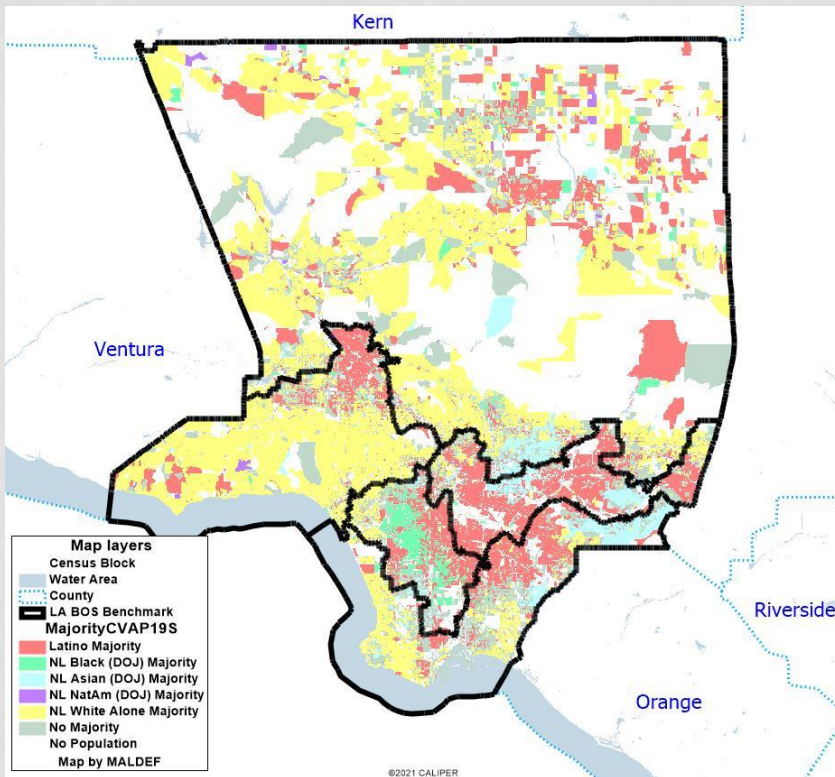 Kern
Ventura
Riverside
Orange
Map layers
Census Block
Water Area
County
LA BOS Benchmark
MajorityCVAP19S
Latino Majority
NL Black (DOJ) Majority
NL Asian (DOJ) Majority
NL NatAm (DOJ) Majority
NL White Alone Majority
No Majority
No Population
Map by MALDEF
©2021 CALIPER